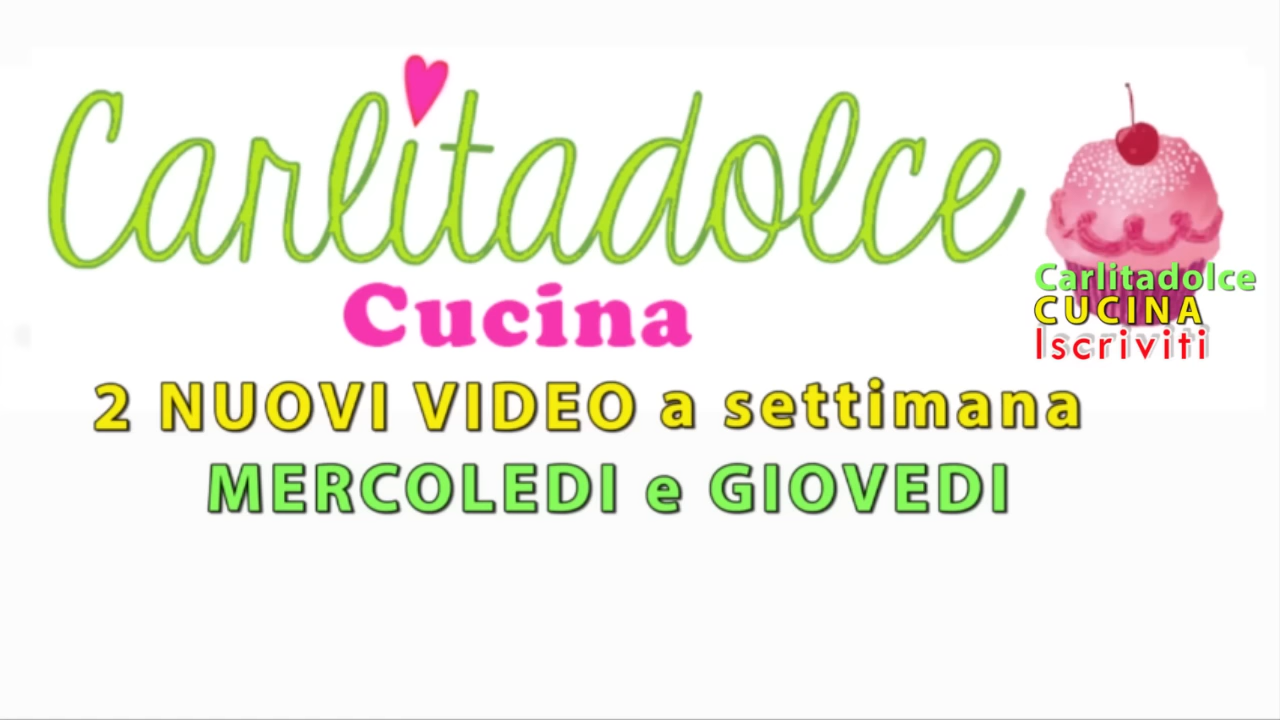 Carlitadolce
Cucina
Carlitadolce
CUCINA
Iscriviti
2 NUOVI VIDEO a settimana
MERCOLEDI e GIOVEDI